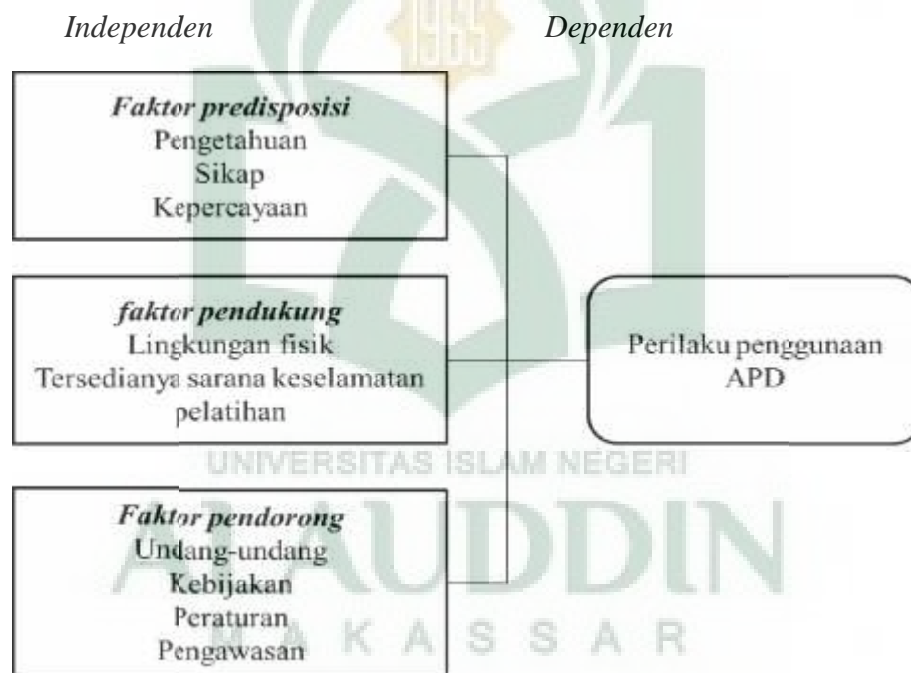 Independen
Dependen
1965
Faktor predisposisi
Pengetahuan
Sikap
Kepercayaan
faktor pendukung
Lingkungan fisik
Tersedianya sarana keselamatan
pelatihan
Perilaku penggunaan
APD
UNIVERSITAS ISLAM NEGERI
ALAUDDIN
MAKASSAR
Faktor pendorong
Undang-undang
Kebijakan
Peraturan
Pengawasan